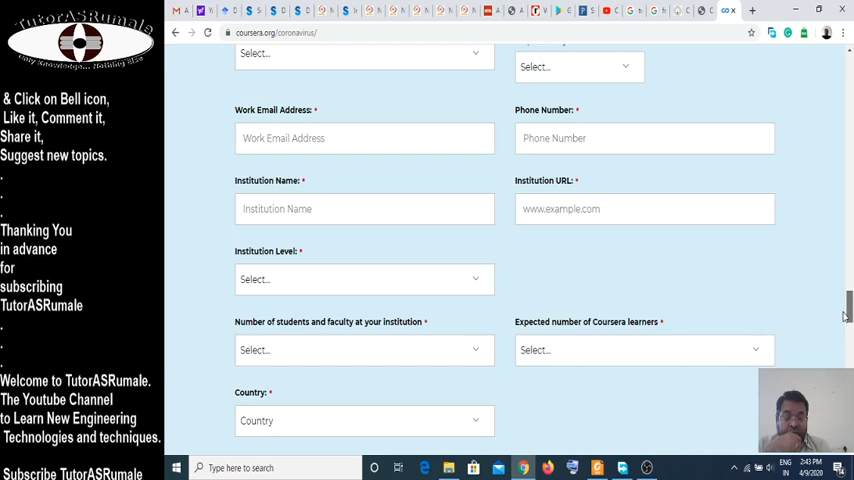 TutorASRumale
Only Knowledge... Nothing Else
& Click on Bell icon,
Like it, Comment it,
Share it,
Suggest new topics.
.
.
.
Thanking You
in advance
for
subscribing
TutorASRumale
.
.
.
Welcome to TutorASRumale.
The Youtube Channel
to Learn New Engineering
Technologies and techniques.
Subscribe TutorASRumale
coursera.org/coronavirus/
Select...
Select...
Work Email Address: *
Phone Number: *
Work Email Address
Phone Number
Institution Name: *
Institution URL: *
Institution Name
www.example.com
Institution Level: *
Select...
Number of students and faculty at your institution *
Expected number of Coursera learners *
Select...
Select...
Country: *
Country
Type here to search
ENG
IN
2:43 PM
4/9/2020